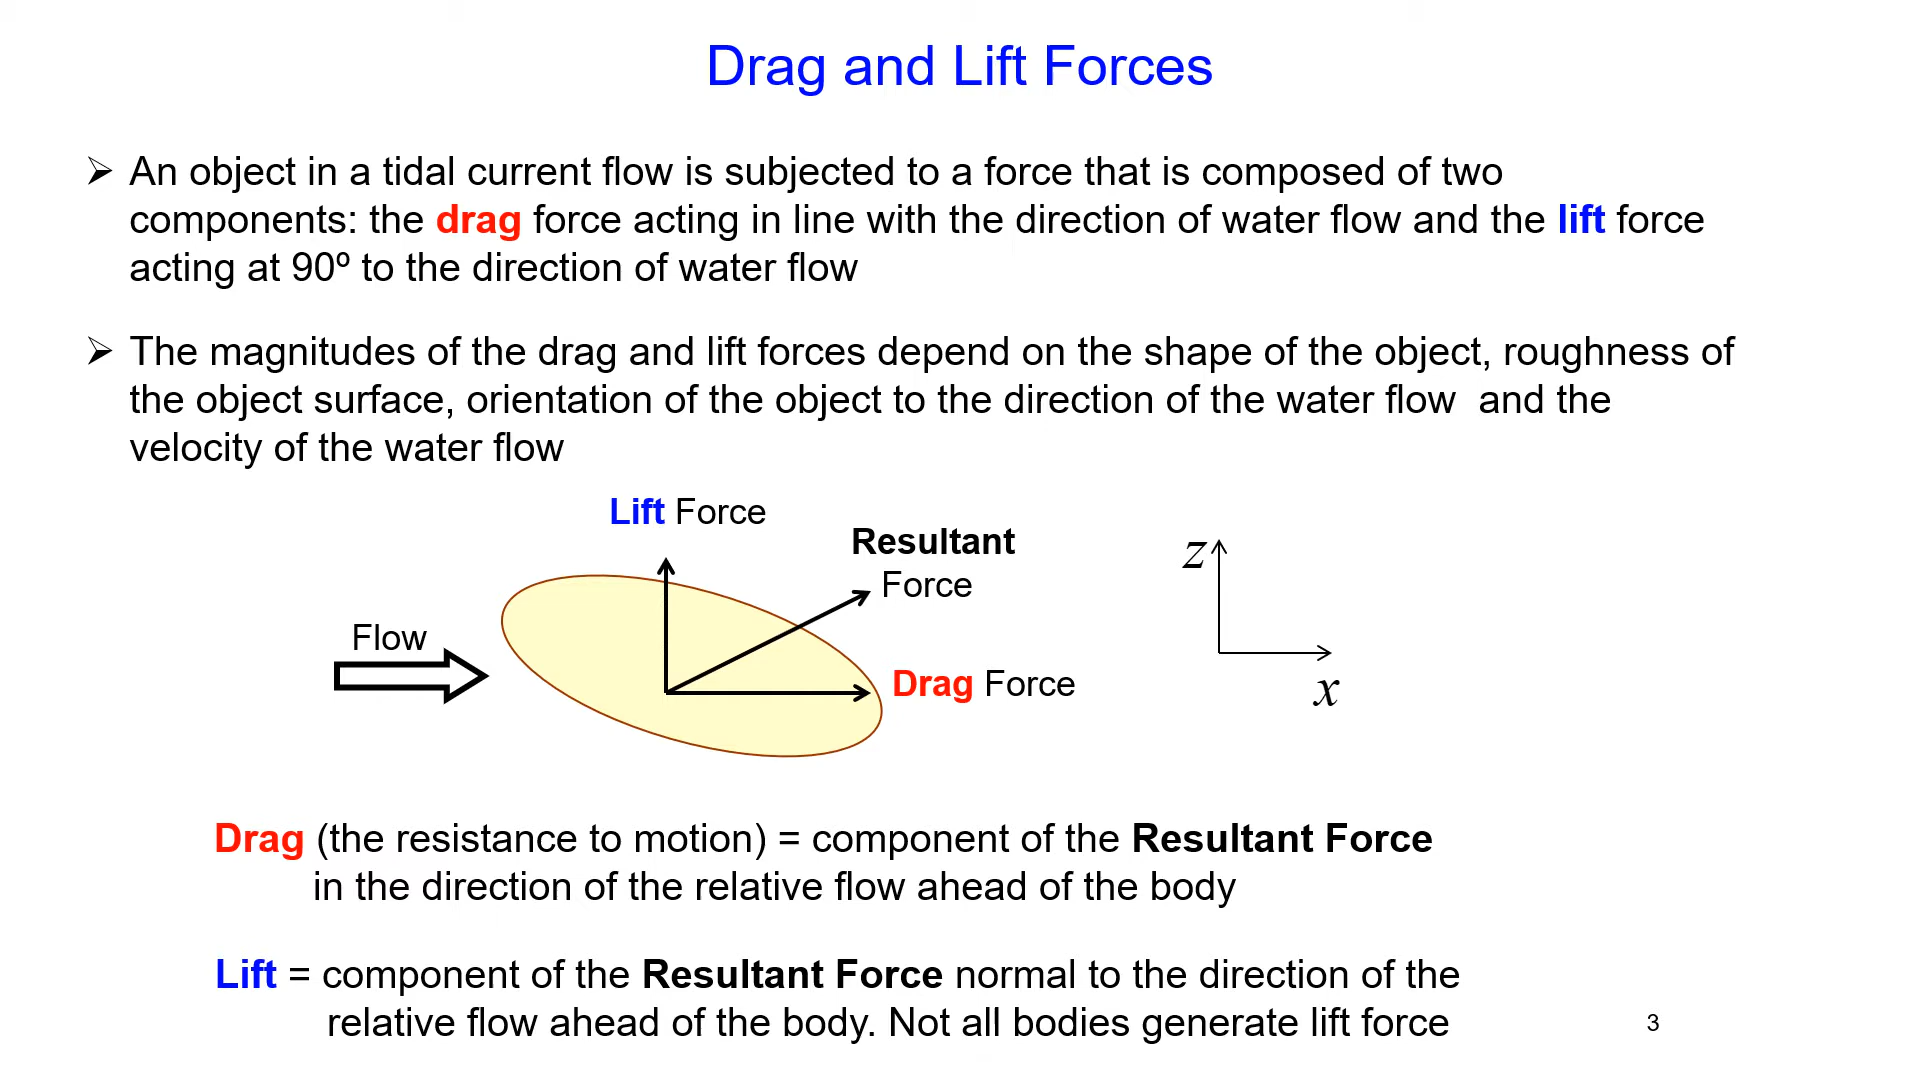 Drag and Lift Forces
➢ An object in a tidal current flow is subjected to a force that is composed of two
components: the drag force acting in line with the direction of water flow and the lift force
acting at 90º to the direction of water flow
➢ The magnitudes of the drag and lift forces depend on the shape of the object, roughness of
the object surface, orientation of the object to the direction of the water flow  and the
velocity of the water flow
Lift Force
Resultant
Force
z
Flow
Drag Force
x
Drag (the resistance to motion) = component of the Resultant Force
in the direction of the relative flow ahead of the body
Lift = component of the Resultant Force normal to the direction of the
relative flow ahead of the body. Not all bodies generate lift force
3